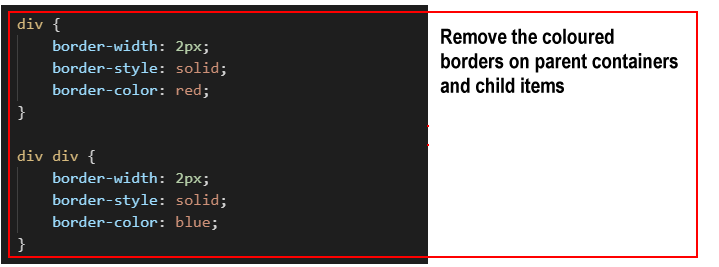 div {
    border-width: 2px;
    border-style: solid;
    border-color: red;
}
div div {
    border-width: 2px;
    border-style: solid;
    border-color: blue;
}
Remove the coloured
borders on parent containers
and child items